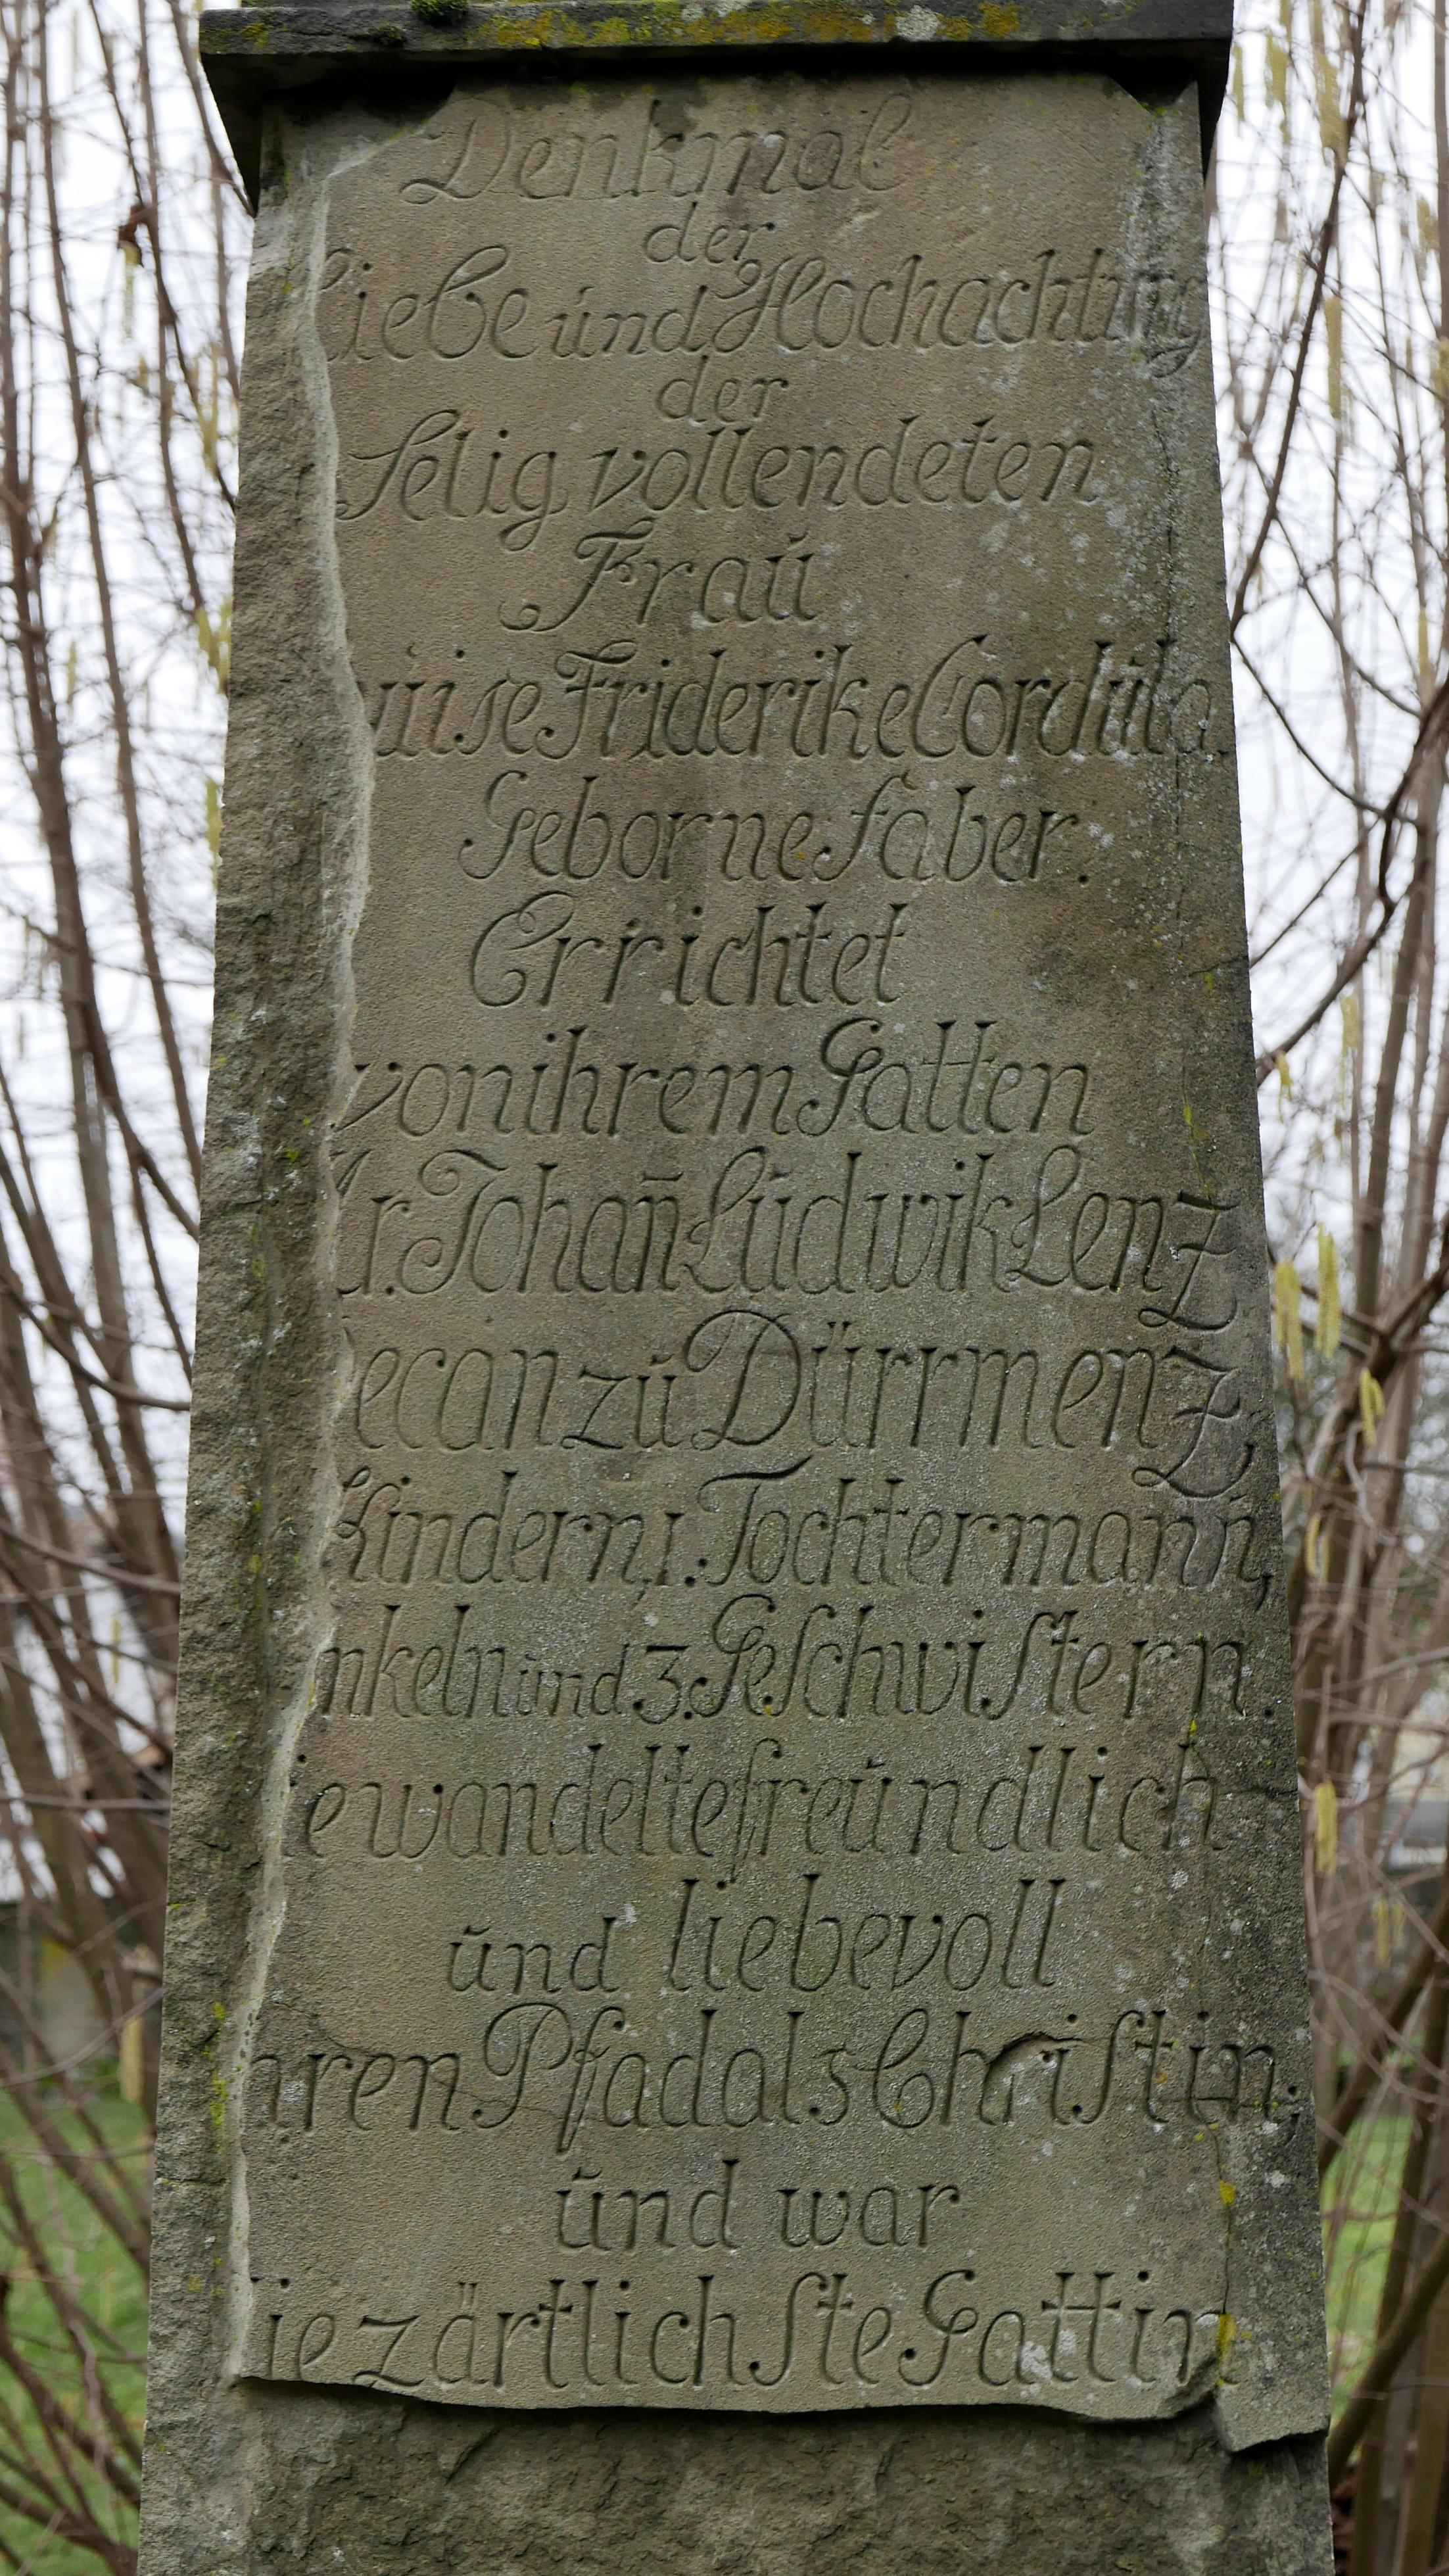 Denkmal
der
Liebe und Hochachtung
der
Selig vollendeten
Frau
uise Friderike Cordula
Geborne Faber.
Errichtet
von ihrem Gatten
r. Johan̄ Ludwik Lenz
ecan zu Dürrmenz
Kindern, 1. Tochtermann,
nkeln und 3. Geſchwiſtern.
ie wandelte freundlich
und liebevoll
hren Pfad als Chriſtin.
und war
ie zärtlichſte Gattin